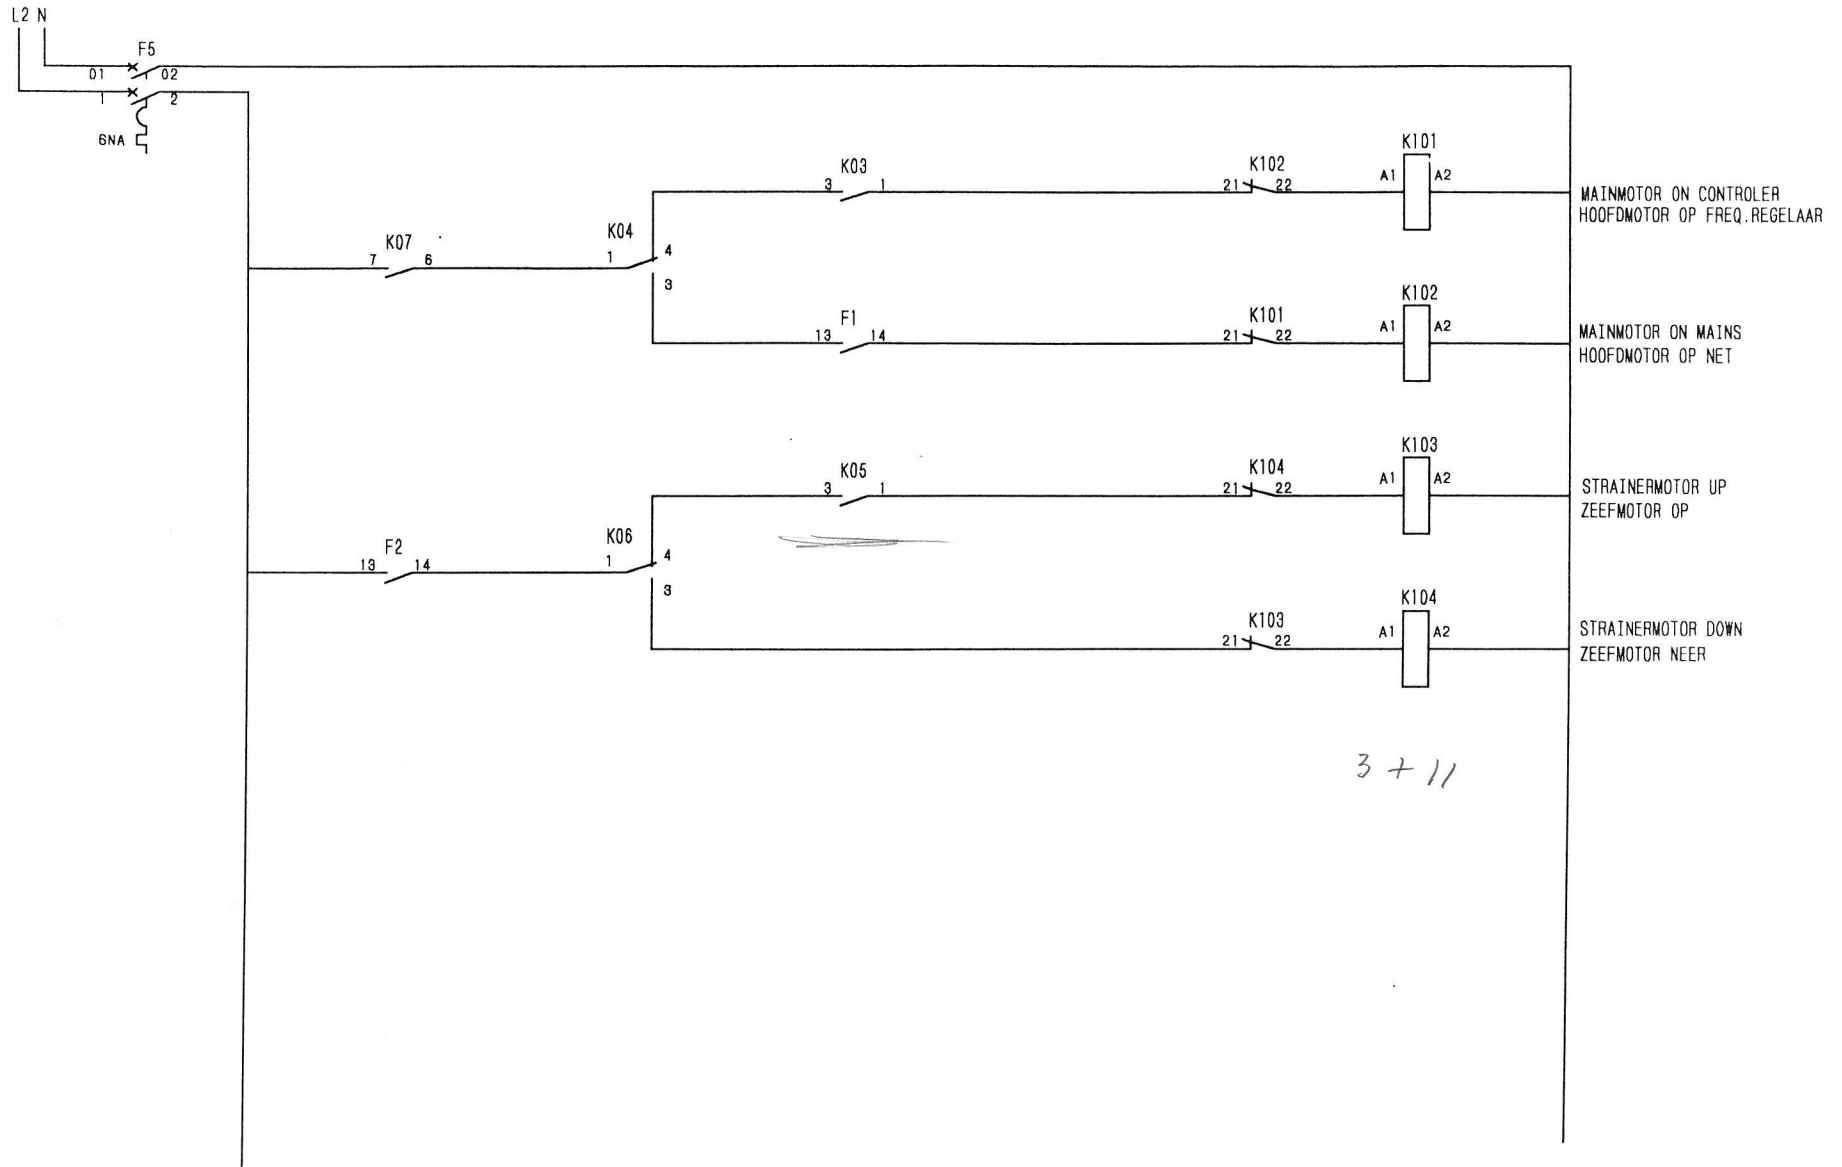 L2 N
F5
01 02
1 2
6NA
K101
K03 K102 A1 A2
3 1 21 22
MAINMOTOR ON CONTROLER
HOOFDMOTOR OP FREQ.REGELAAR
K07 K04 4
7 6 1
3
K102
F1 K101 A1 A2
13 14 21 22
MAINMOTOR ON MAINS
HOOFDMOTOR OP NET
K103
K05 K104 A1 A2
3 1 21 22
STRAINERMOTOR UP
ZEEFMOTOR OP
F2 K06 4
13 14 1
3
K104
K103 A1 A2
21 22
STRAINERMOTOR DOWN
ZEEFMOTOR NEER
3 + 11